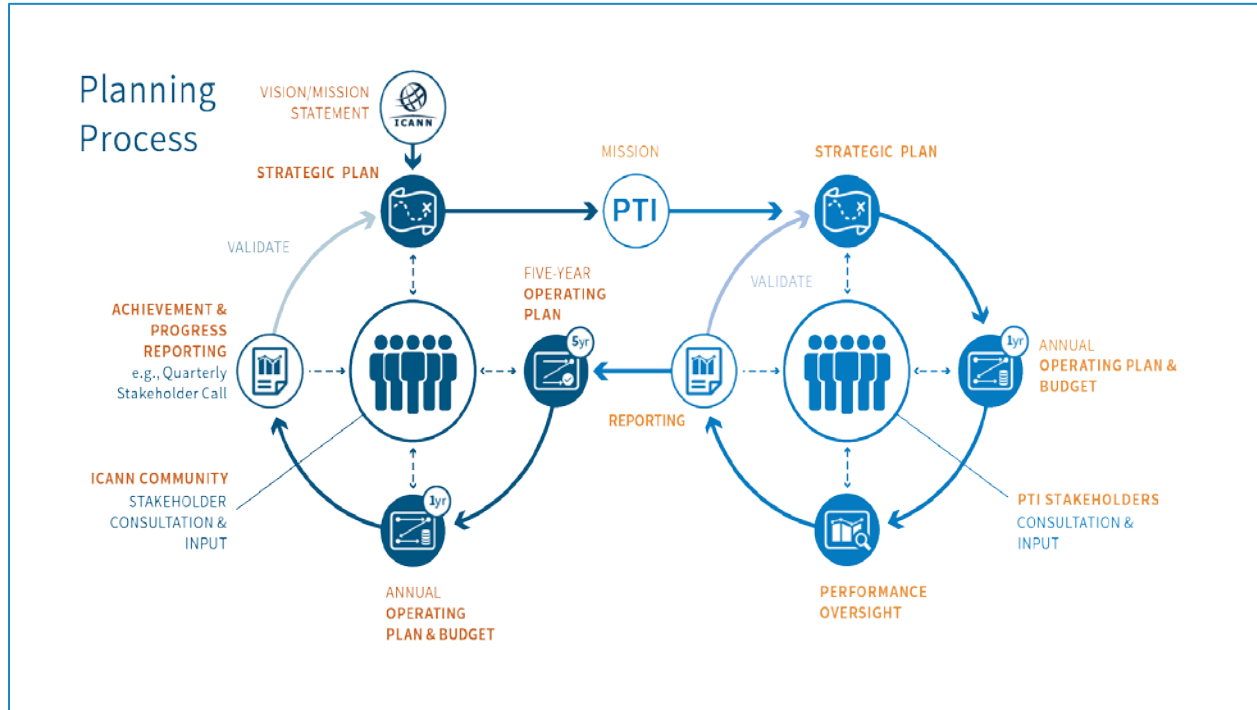 Planning
Process
VISION/MISSION
STATEMENT
ICANN
STRATEGIC PLAN
MISSION
PTI
STRATEGIC PLAN
VALIDATE
VALIDATE
FIVE-YEAR
OPERATING
PLAN
5yr
ACHIEVEMENT &
PROGRESS
REPORTING
e.g., Quarterly
Stakeholder Call
1yr
ANNUAL
OPERATING PLAN &
BUDGET
REPORTING
ICANN COMMUNITY
STAKEHOLDER
CONSULTATION &
INPUT
1yr
PTI STAKEHOLDERS
CONSULTATION &
INPUT
ANNUAL
OPERATING
PLAN & BUDGET
PERFORMANCE
OVERSIGHT